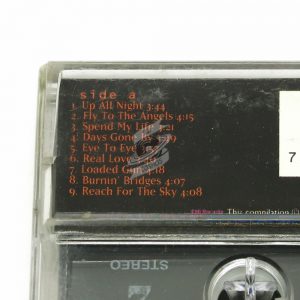 side a
1. Up All Night 3:44
2. Fly To The Angels 4:15
3. Spend My Life 4:21
4. Days Gone By
5. Eye To Eye
6. Real Love
7. Loaded Gun 4:18
8. Burnin' Bridges 4:07
9. Reach For The Sky 4:08
7
This compilation
STEREO